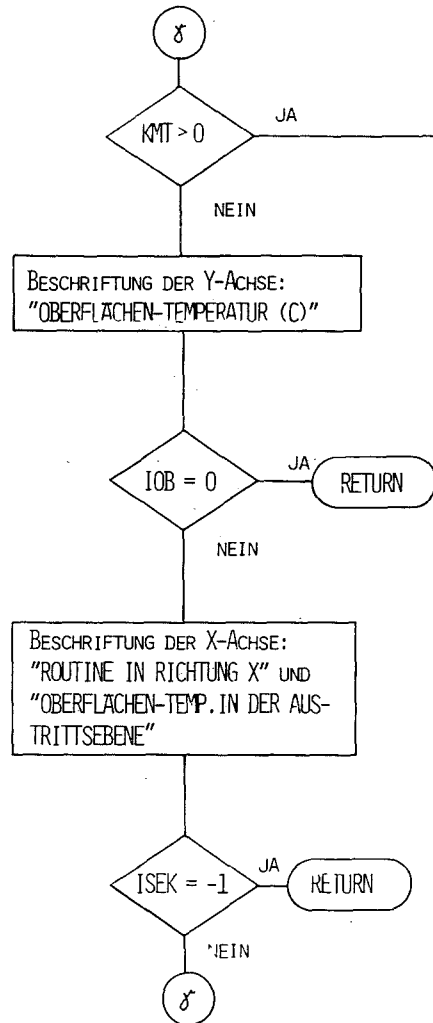 γ
KMT > 0
JA
NEIN
BESCHRIFTUNG DER Y-ACHSE:
"OBERFLÄCHEN-TEMPERATUR (C)"
IOB = 0
JA
RETURN
NEIN
BESCHRIFTUNG DER X-ACHSE:
"ROUTINE IN RICHTUNG X" UND
"OBERFLÄCHEN-TEMP. IN DER AUS-
TRITTSEBENE"
ISEK = -1
JA
RETURN
NEIN
γ